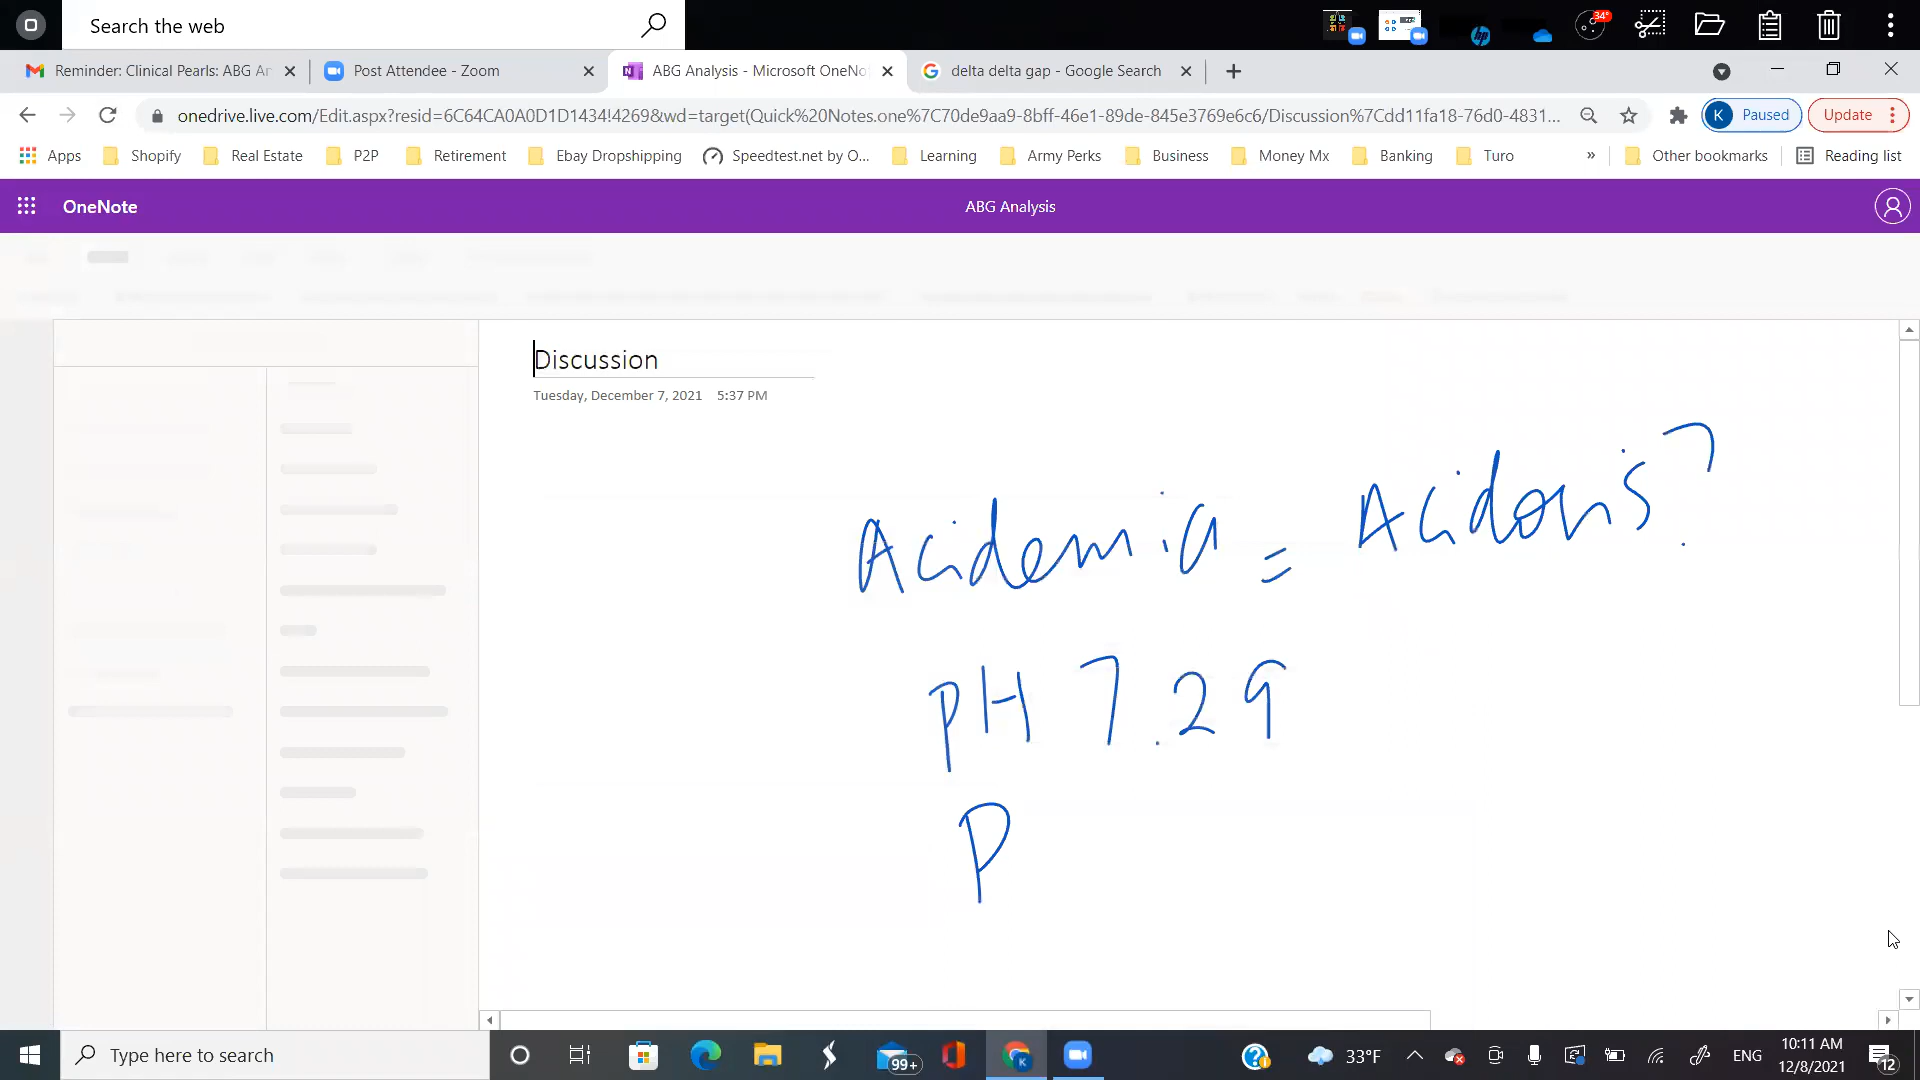 Search the web
34°
Reminder: Clinical Pearls: ABG An
Post Attendee - Zoom
ABG Analysis - Microsoft OneNo
delta delta gap - Google Search
onedrive.live.com/Edit.aspx?resid=6C64CA0A0D1D1434!4269&wd=target(Quick%20Notes.one%7C70de9aa9-8bff-46e1-89de-845e3769e6c6/Discussion%7Cdd11fa18-76d0-4831...
K Paused
Update
Apps Shopify Real Estate P2P Retirement Ebay Dropshipping Speedtest.net by O... Learning Army Perks Business Money Mx Banking Turo » Other bookmarks Reading list
OneNote
ABG Analysis
Discussion
Tuesday, December 7, 2021 5:37 PM
Acidemia = Acidosis?
pH 7.29
P
Type here to search
99+
K
33°F
ENG
10:11 AM
12/8/2021
12